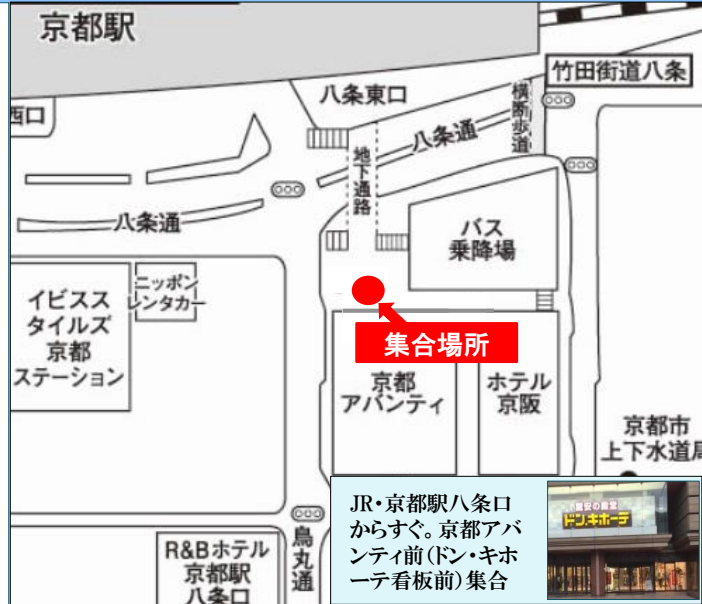 京都駅
竹田街道八条
八条東口
横断歩道
西口
八条通
地下通路
八条通
バス
乗降場
ニッポン
レンタカー
イビスス
タイルズ
京都
ステーション
集合場所
京都
アバンティ
ホテル
京阪
京都市
上下水道局
JR・京都駅八条口
からすぐ。京都アバ
ンティ前(ドン・キホ
ーテ看板前)集合
激安の殿堂
ドン.キホーテ
R&Bホテル
京都駅
八条口
烏丸通